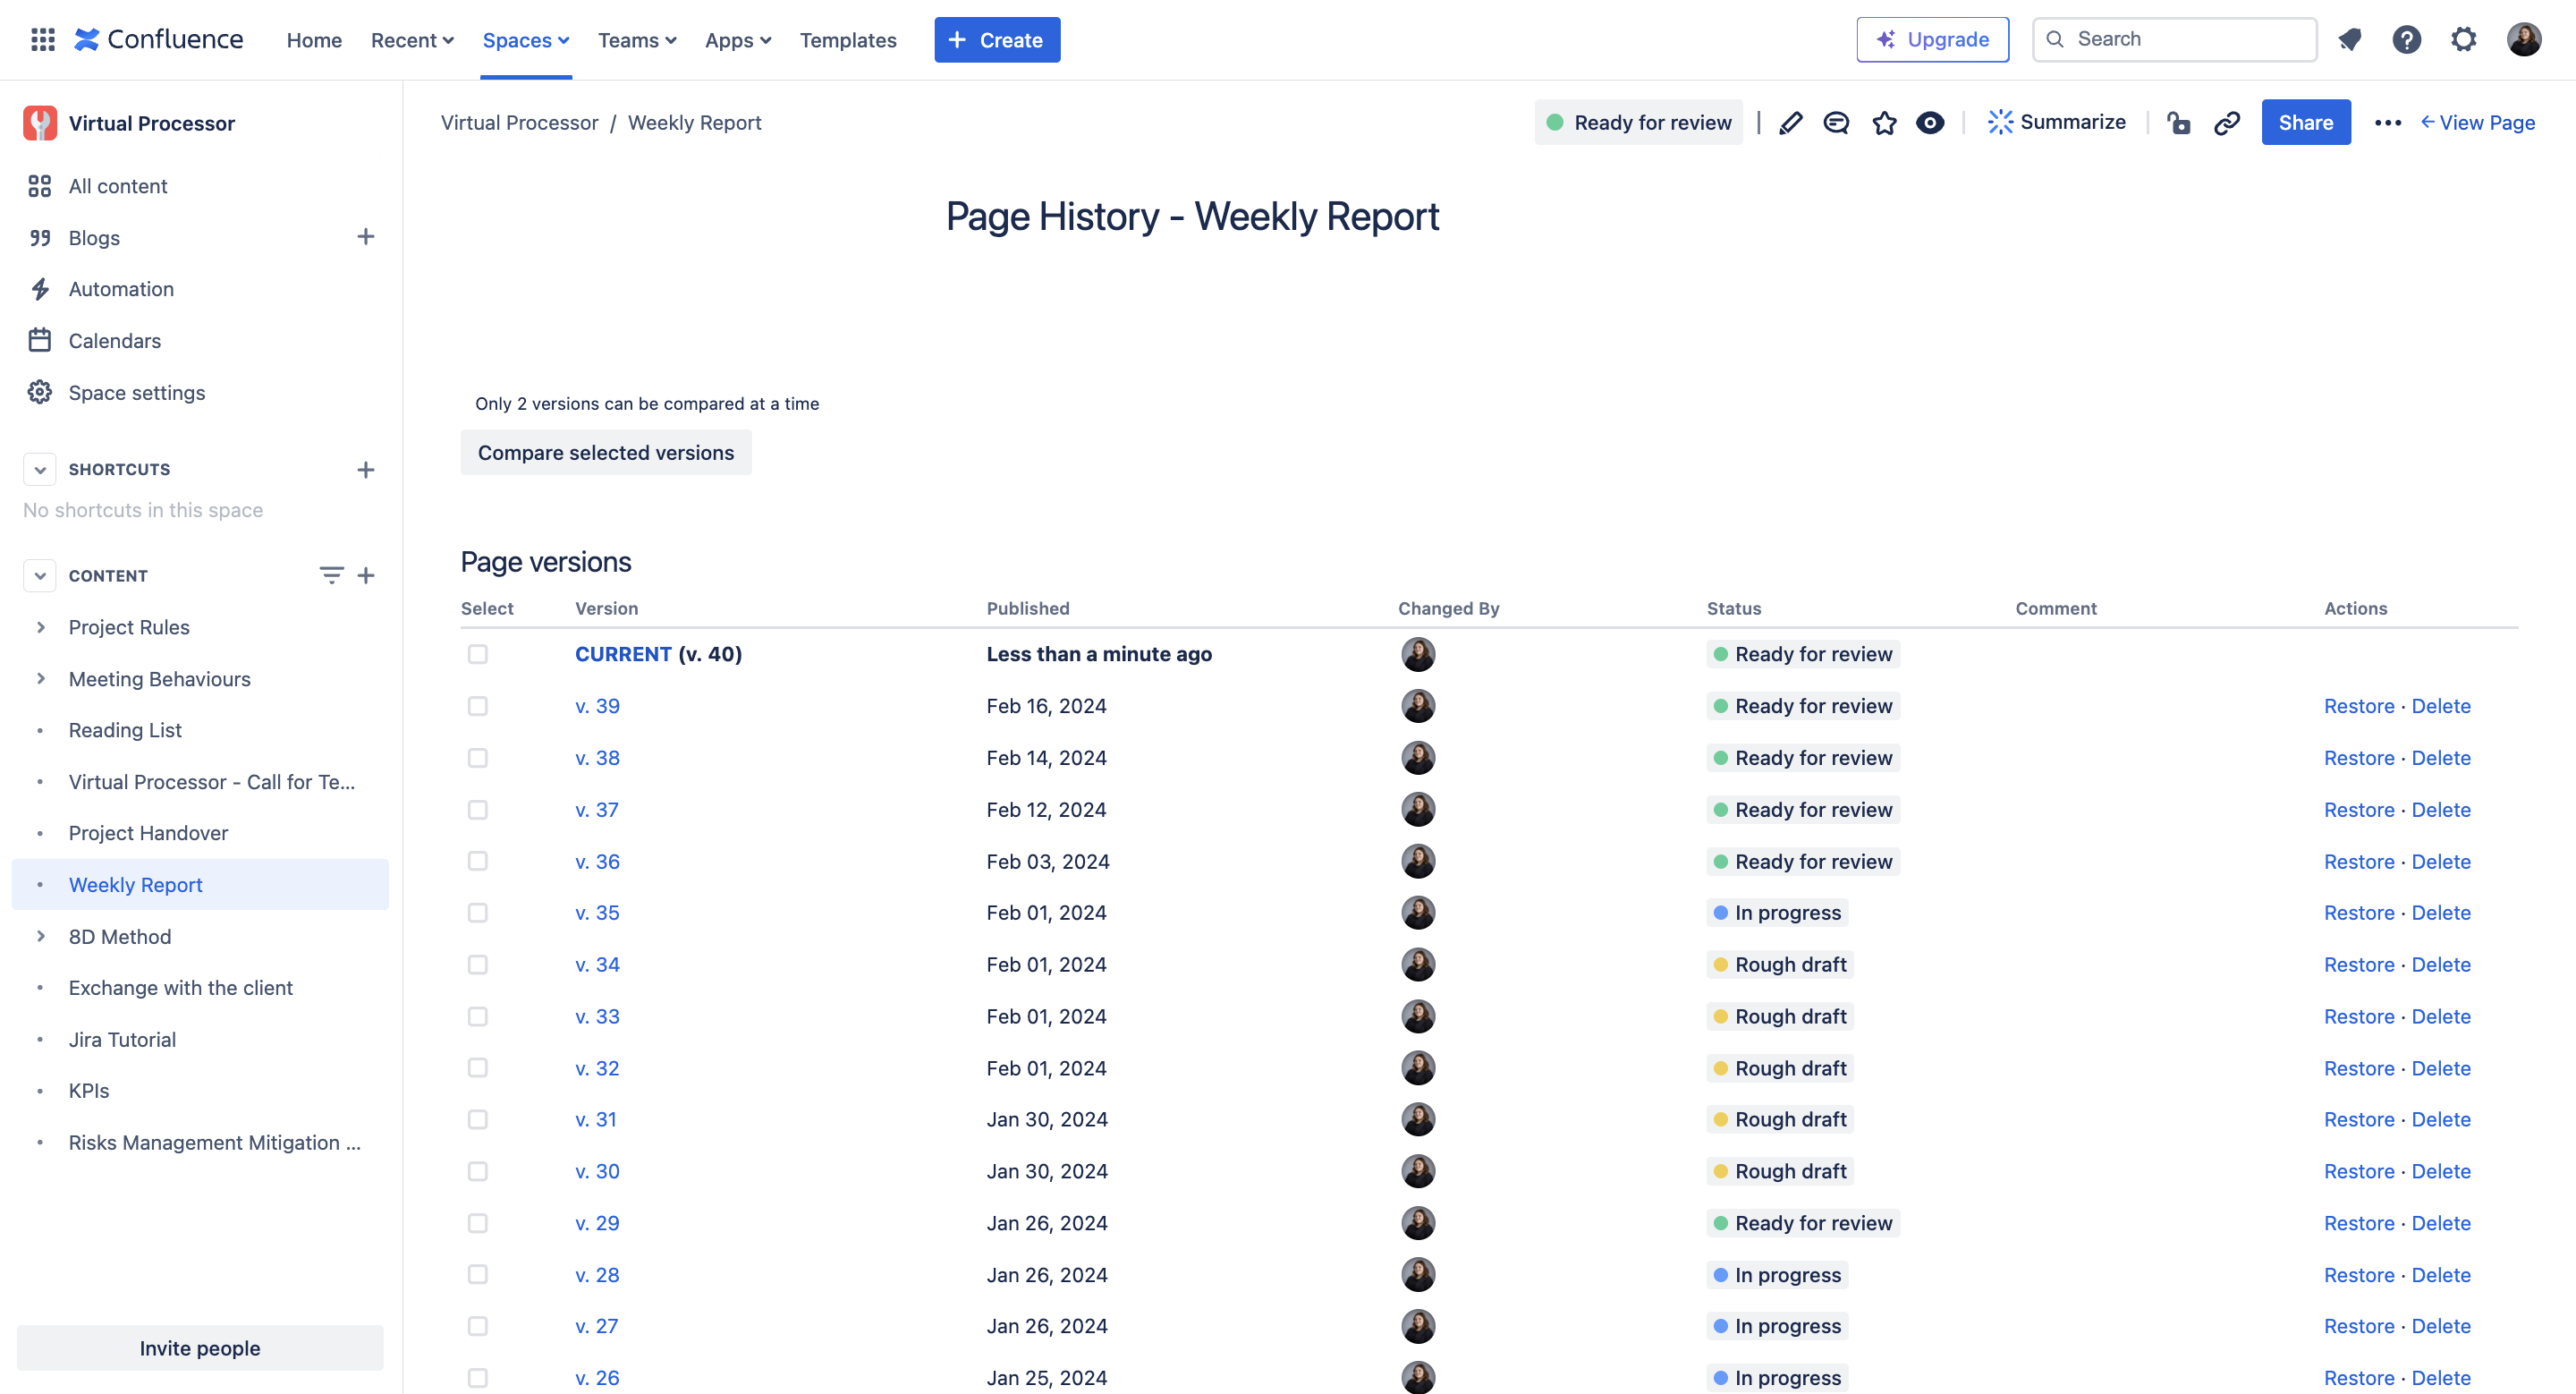 Confluence Home Recent Spaces Teams Apps Templates + Create Upgrade Search
Virtual Processor
All content
Blogs
Automation
Calendars
Space settings
SHORTCUTS
No shortcuts in this space
CONTENT
Project Rules
Meeting Behaviours
Reading List
Virtual Processor - Call for Te...
Project Handover
Weekly Report
8D Method
Exchange with the client
Jira Tutorial
KPIs
Risks Management Mitigation ...
Invite people
Virtual Processor / Weekly Report Ready for review Summarize Share ← View Page
Page History - Weekly Report
Only 2 versions can be compared at a time
Compare selected versions
Page versions
Select Version Published Changed By Status Comment Actions
CURRENT (v. 40) Less than a minute ago Ready for review
v. 39 Feb 16, 2024 Ready for review Restore · Delete
v. 38 Feb 14, 2024 Ready for review Restore · Delete
v. 37 Feb 12, 2024 Ready for review Restore · Delete
v. 36 Feb 03, 2024 Ready for review Restore · Delete
v. 35 Feb 01, 2024 In progress Restore · Delete
v. 34 Feb 01, 2024 Rough draft Restore · Delete
v. 33 Feb 01, 2024 Rough draft Restore · Delete
v. 32 Feb 01, 2024 Rough draft Restore · Delete
v. 31 Jan 30, 2024 Rough draft Restore · Delete
v. 30 Jan 30, 2024 Rough draft Restore · Delete
v. 29 Jan 26, 2024 Ready for review Restore · Delete
v. 28 Jan 26, 2024 In progress Restore · Delete
v. 27 Jan 26, 2024 In progress Restore · Delete
v. 26 Jan 25, 2024 In progress Restore · Delete